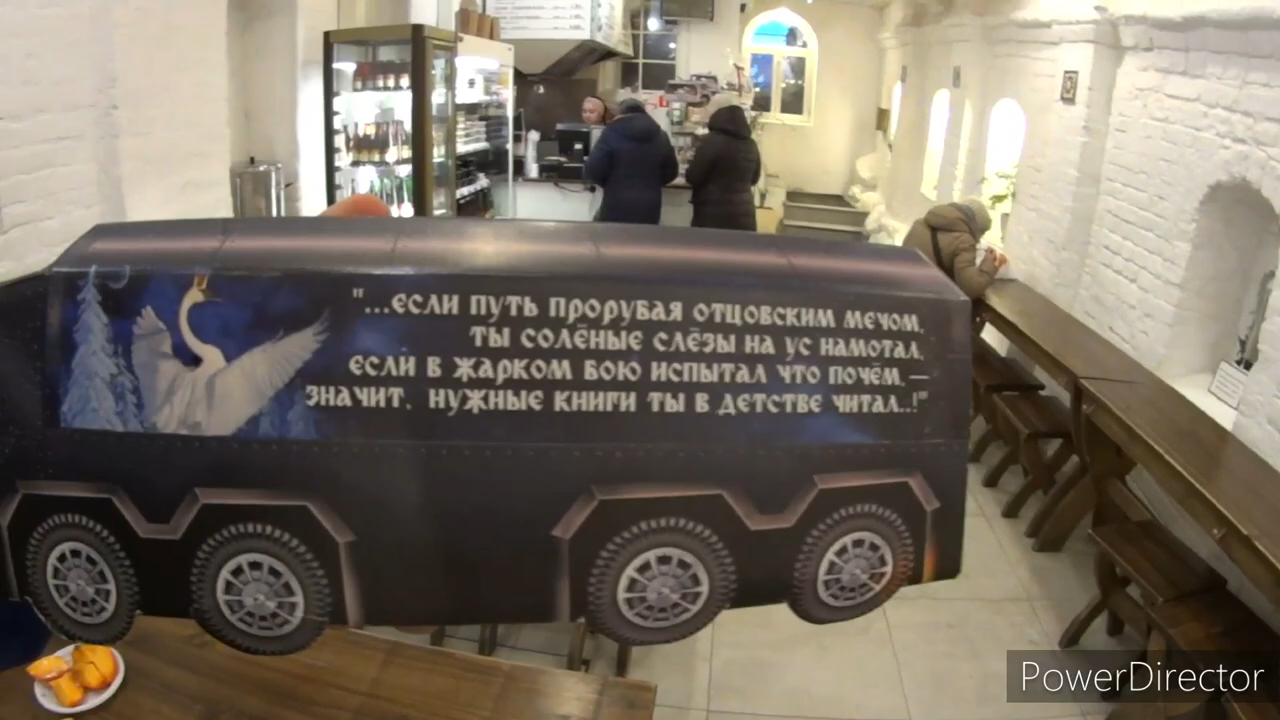 "...если путь прорубая отцовским мечом,
ты солёные слёзы на ус намотал,
если в жарком бою испытал что почём,—
значит, нужные книги ты в детстве читал..!"
PowerDirector